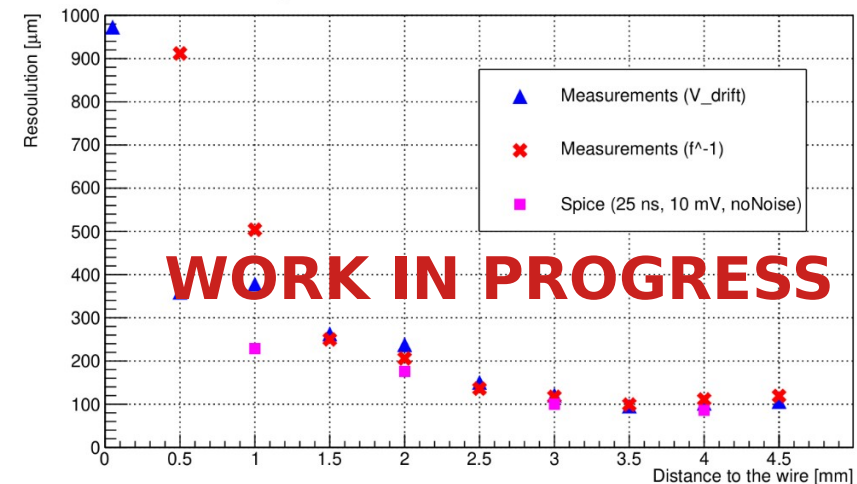 Resoulution [µm]
1000
900
800
700
600
500
400
300
200
100
0
Measurements (V_drift)
Measurements (f^-1)
Spice (25 ns, 10 mV, noNoise)
WORK IN PROGRESS
0 0.5 1 1.5 2 2.5 3 3.5 4 4.5
Distance to the wire [mm]